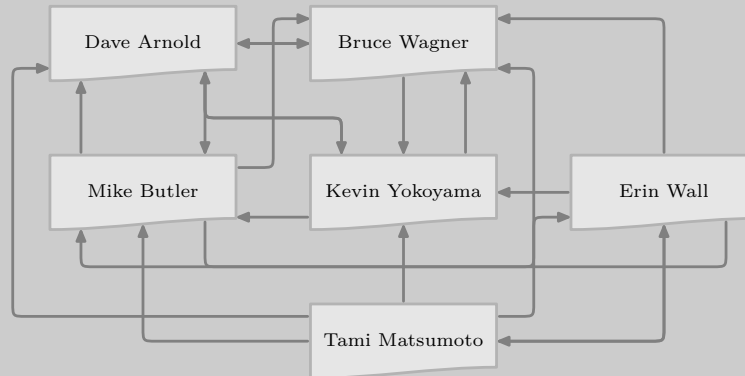 Dave Arnold
Bruce Wagner
Mike Butler
Kevin Yokoyama
Erin Wall
Tami Matsumoto